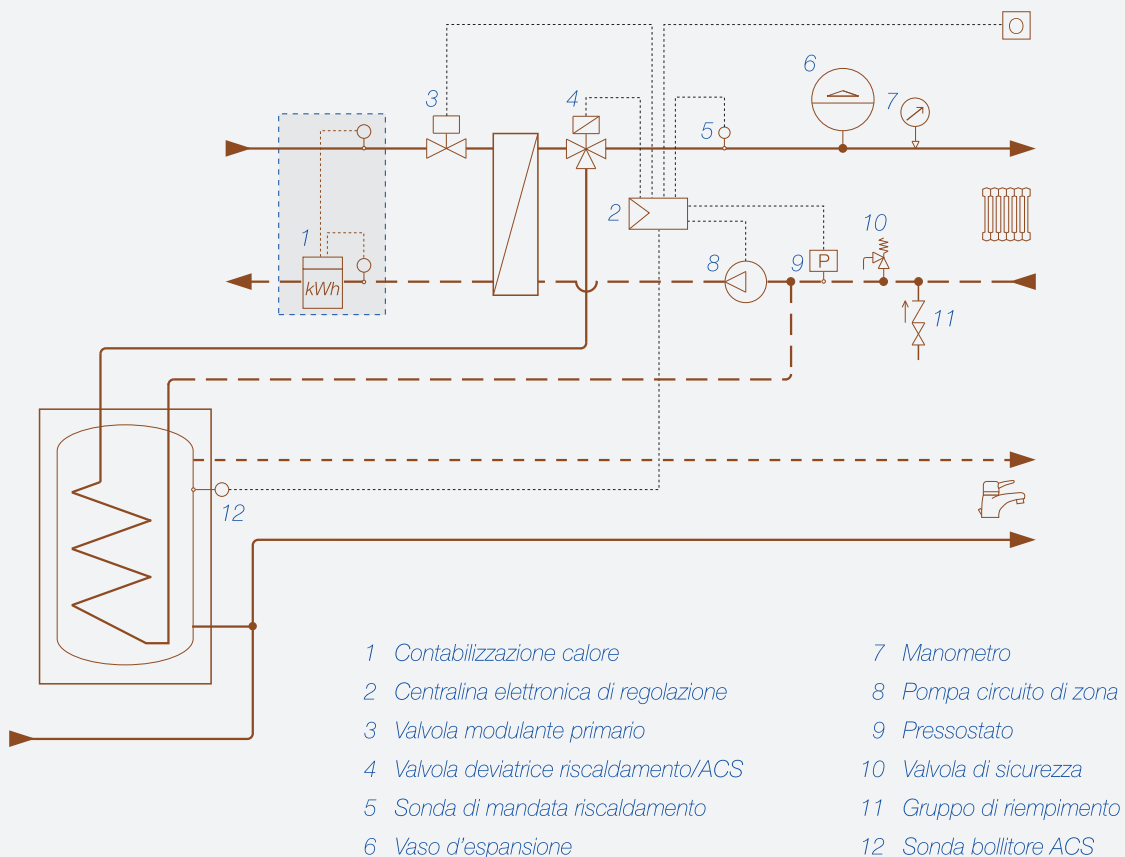 O
6
3
4
7
5
2
10
1
8
9
P
kWh
11
12
1 Contabilizzazione calore
2 Centralina elettronica di regolazione
3 Valvola modulante primario
4 Valvola deviatrice riscaldamento/ACS
5 Sonda di mandata riscaldamento
6 Vaso d'espansione
7 Manometro
8 Pompa circuito di zona
9 Pressostato
10 Valvola di sicurezza
11 Gruppo di riempimento
12 Sonda bollitore ACS